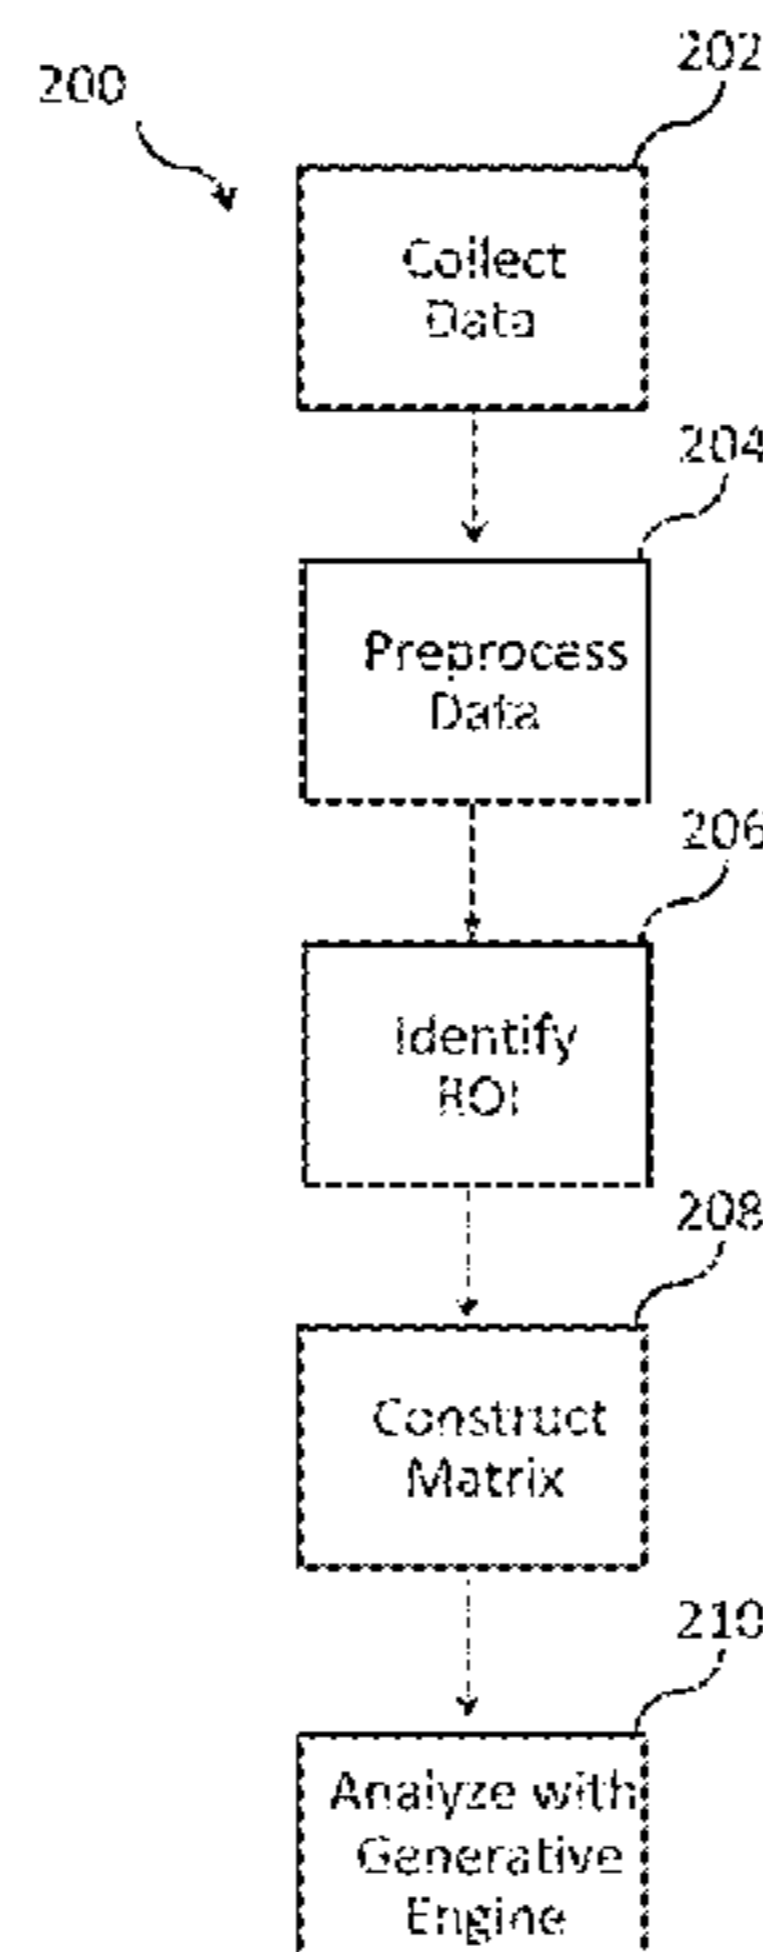 200
202
Collect
Data
204
Preprocess
Data
206
Identify
ROI
208
Construct
Matrix
210
Analyze with
Generative
Engine